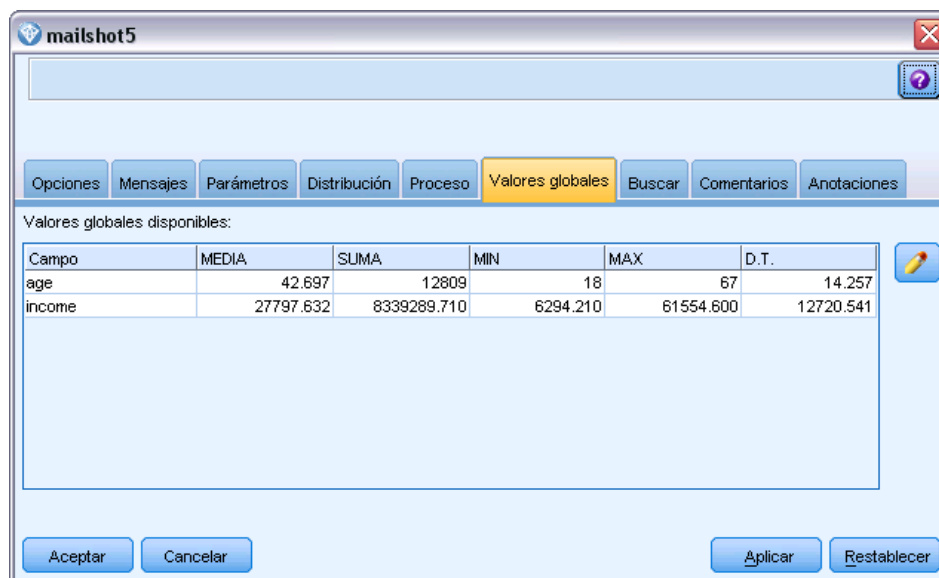 mailshot5
Opciones Mensajes Parámetros Distribución Proceso Valores globales Buscar Comentarios Anotaciones
Valores globales disponibles:
Campo MEDIA SUMA MIN MAX D.T.
age 42.697 12809 18 67 14.257
income 27797.632 8339289.710 6294.210 61554.600 12720.541
Aceptar Cancelar Aplicar Restablecer